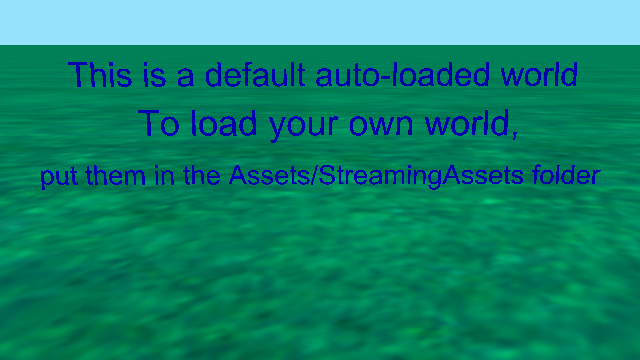 This is a default auto-loaded world
To load your own world,
put them in the Assets/StreamingAssets folder